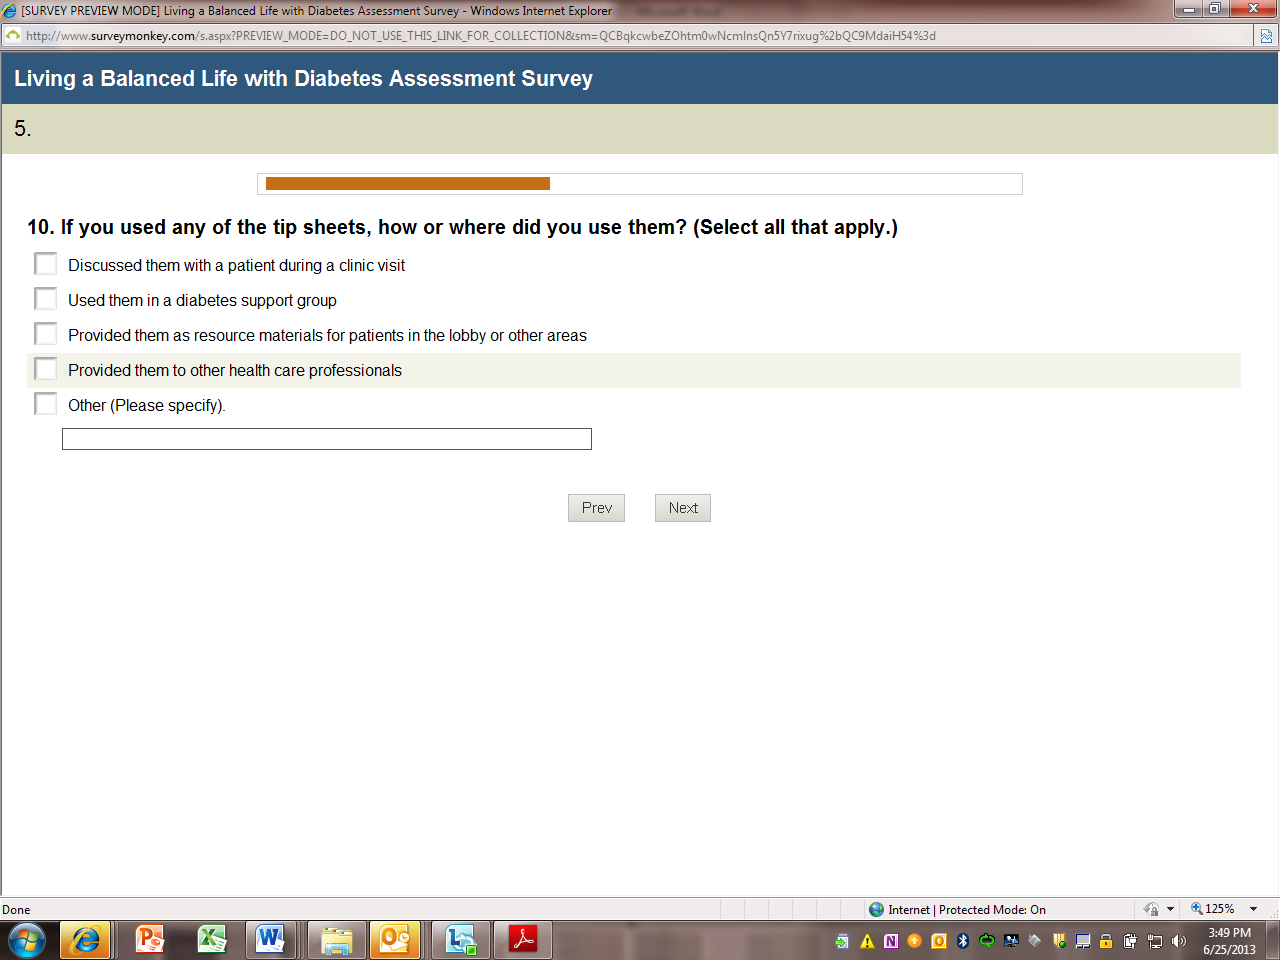 [SURVEY PREVIEW MODE] Living a Balanced Life with Diabetes Assessment Survey - Windows Internet Explorer
http://www.surveymonkey.com/s.aspx?PREVIEW_MODE=DO_NOT_USE_THIS_LINK_FOR_COLLECTION&sm=QCBqkcwbeZOhtm0wNcmInsQn5Y7rixug%2bQC9MdaiH54%3d
Living a Balanced Life with Diabetes Assessment Survey
5.
10. If you used any of the tip sheets, how or where did you use them? (Select all that apply.)
Discussed them with a patient during a clinic visit
Used them in a diabetes support group
Provided them as resource materials for patients in the lobby or other areas
Provided them to other health care professionals
Other (Please specify).
Prev Next
Done Internet | Protected Mode: On 125%
3:49 PM
6/25/2013